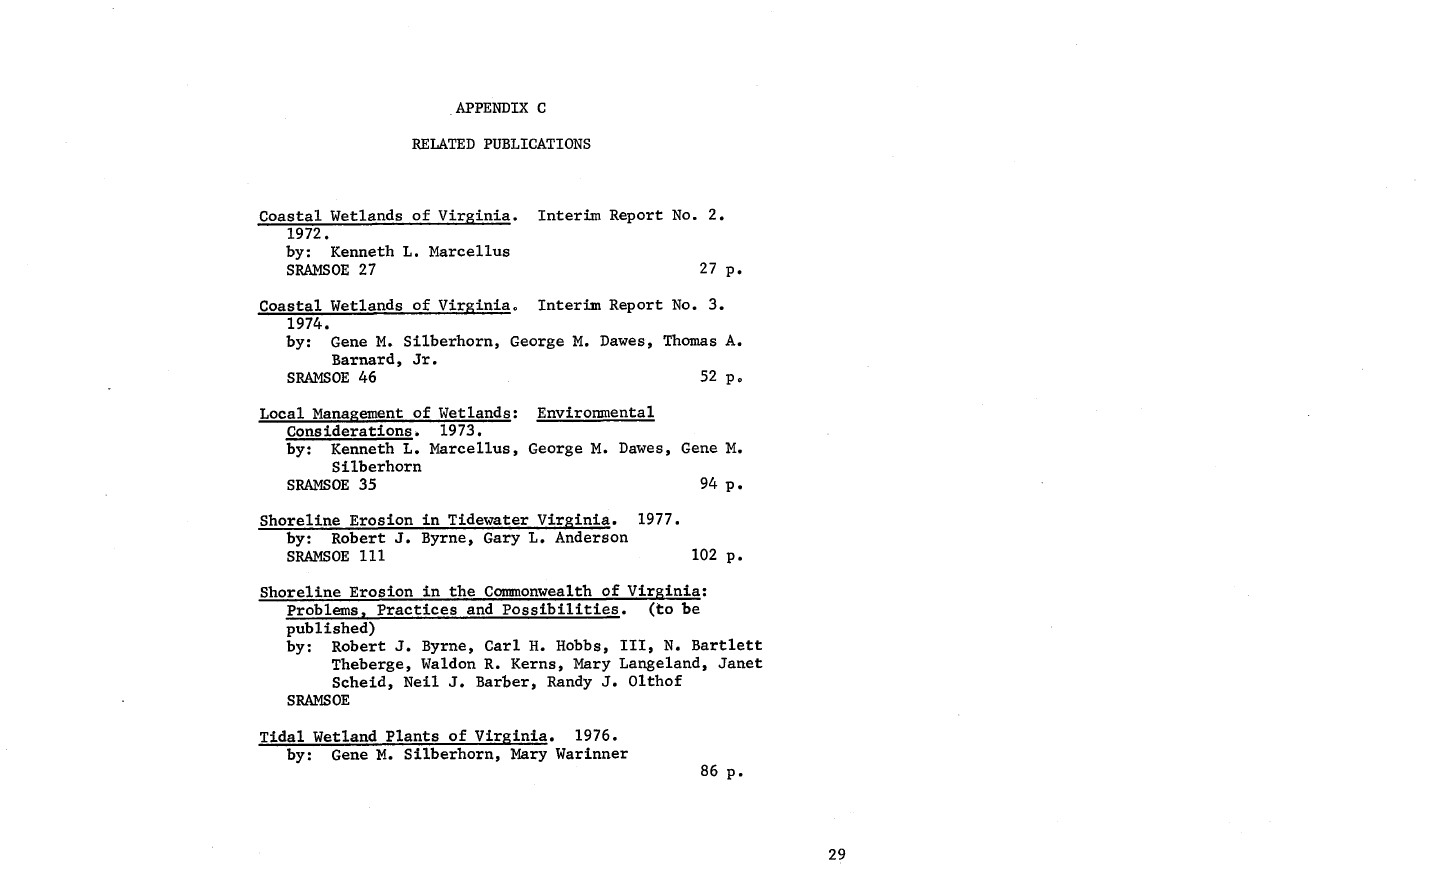 APPENDIX C
RELATED PUBLICATIONS
Coastal Wetlands of Virginia. Interim Report No. 2.
1972.
by: Kenneth L. Marcellus
SRAMSOE 27 27 p.
Coastal Wetlands of Virginia. Interim Report No. 3.
1974.
by: Gene M. Silberhorn, George M. Dawes, Thomas A.
Barnard, Jr.
SRAMSOE 46 52 p.
Local Management of Wetlands: Environmental
Considerations. 1973.
by: Kenneth L. Marcellus, George M. Dawes, Gene M.
Silberhorn
SRAMSOE 35 94 p.
Shoreline Erosion in Tidewater Virginia. 1977.
by: Robert J. Byrne, Gary L. Anderson
SRAMSOE 111 102 p.
Shoreline Erosion in the Commonwealth of Virginia:
Problems, Practices and Possibilities. (to be
published)
by: Robert J. Byrne, Carl H. Hobbs, III, N. Bartlett
Theberge, Waldon R. Kerns, Mary Langeland, Janet
Scheid, Neil J. Barber, Randy J. Olthof
SRAMSOE
Tidal Wetland Plants of Virginia. 1976.
by: Gene M. Silberhorn, Mary Warinner
86 p.
29